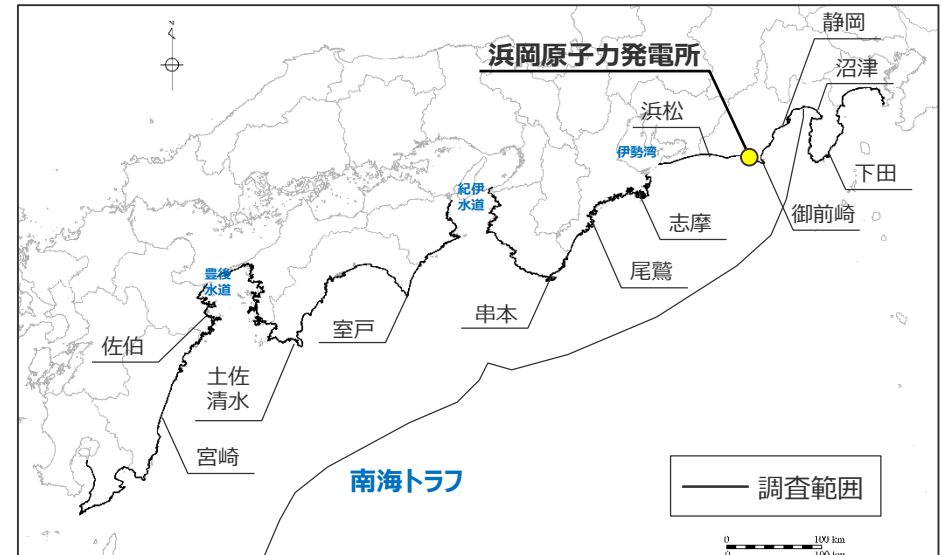 静岡
浜岡原子力発電所
沼津
浜松
伊勢湾
下田
紀伊
水道
志摩
御前崎
尾鷲
豊後
水道
串本
室戸
佐伯
土佐
清水
宮崎
南海トラフ
調査範囲
0 100 km
0 100 km